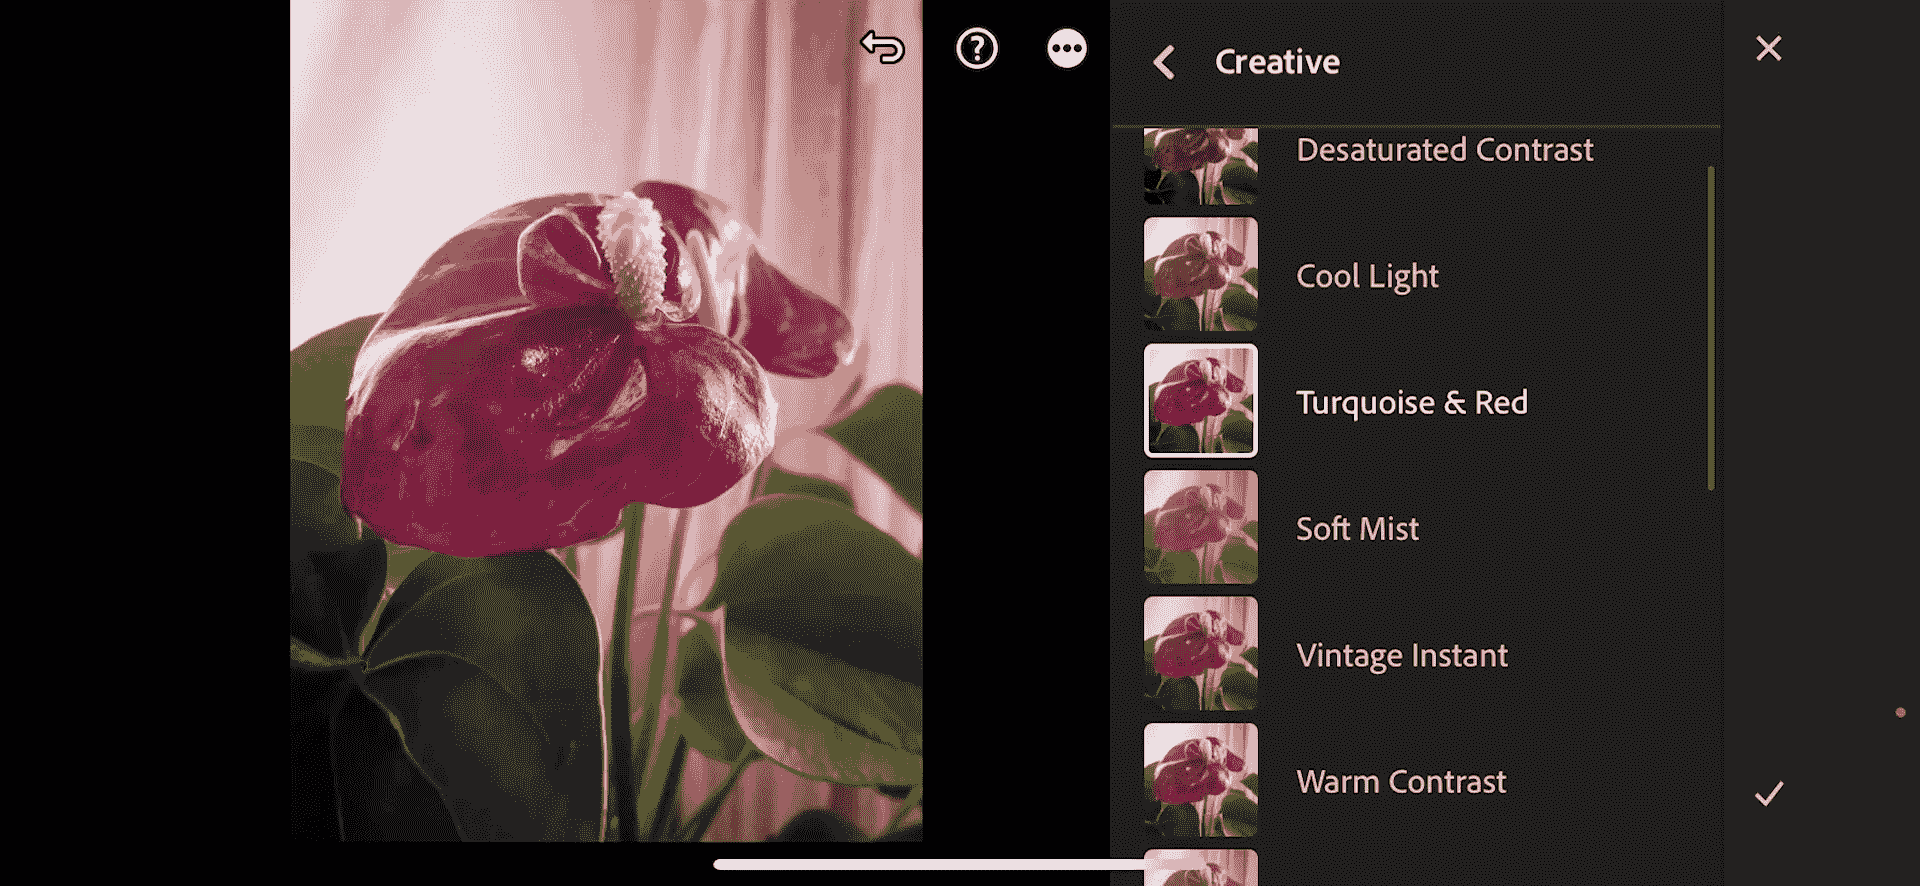 Creative
Desaturated Contrast
Cool Light
Turquoise & Red
Soft Mist
Vintage Instant
Warm Contrast